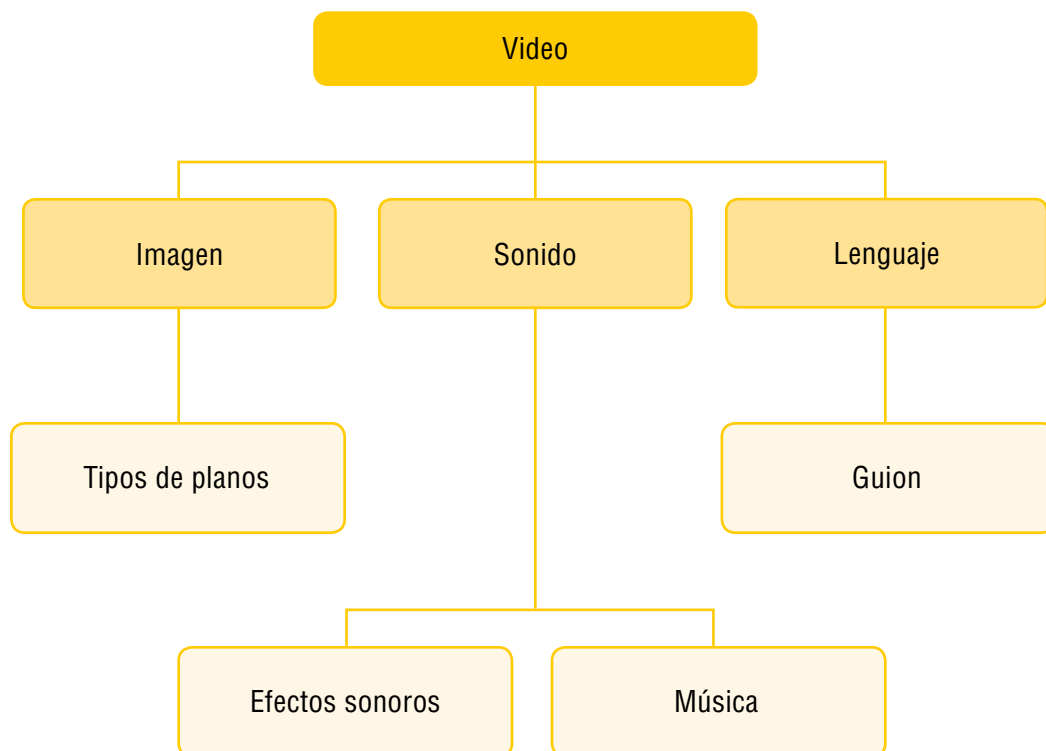 Video
Imagen
Sonido
Lenguaje
Tipos de planos
Guion
Efectos sonoros
Música